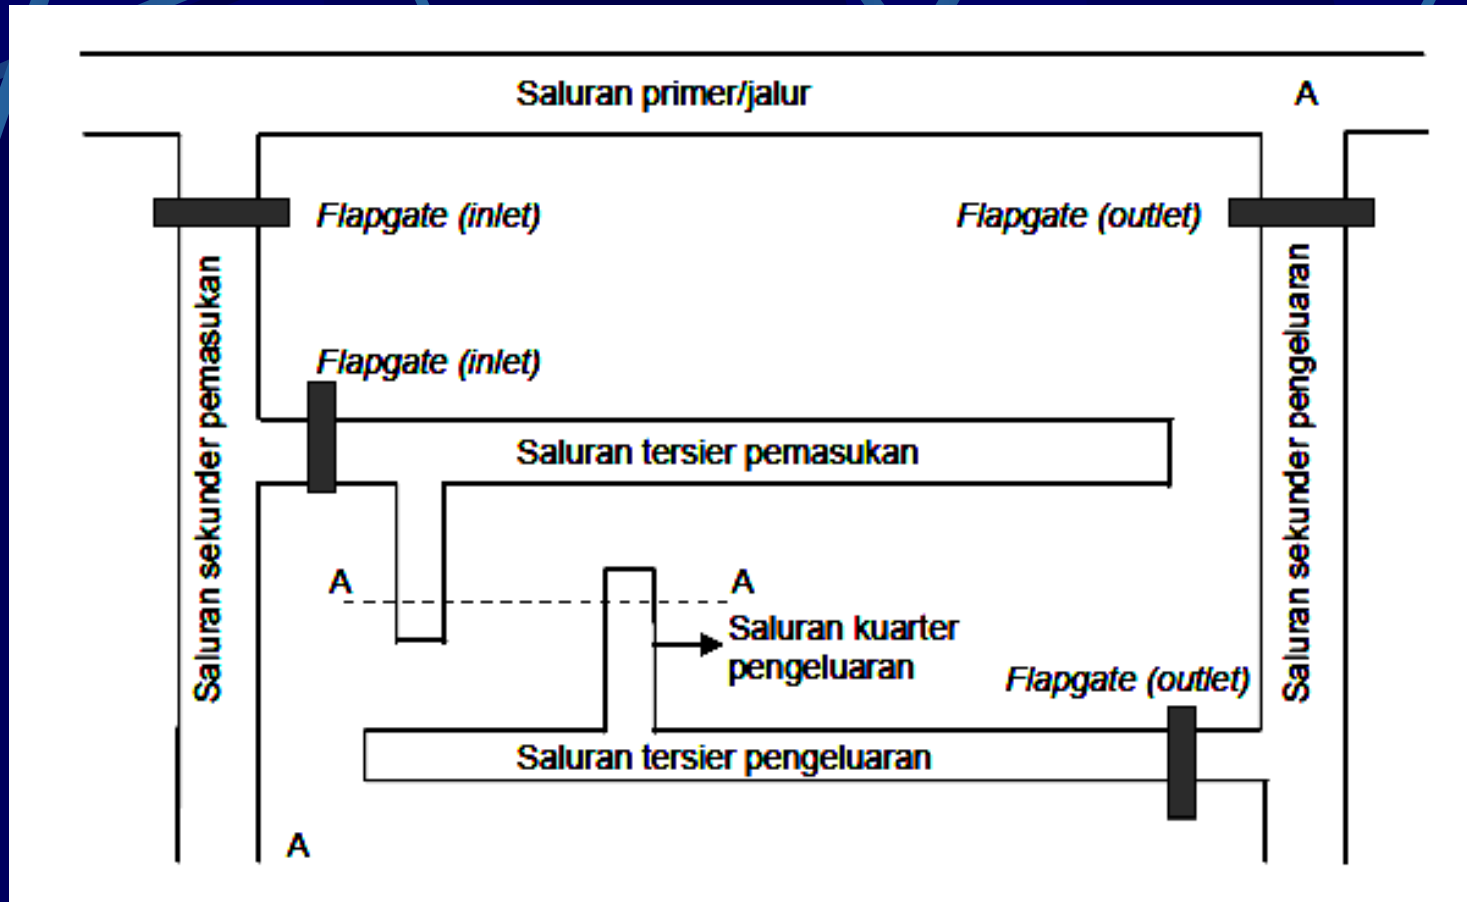 Saluran primer/jalur
A
Flapgate (inlet)
Flapgate (outlet)
Saluran sekunder pemasukan
Flapgate (inlet)
Saluran sekunder pengeluaran
Saluran tersier pemasukan
A
A
Saluran kuarter
pengeluaran
Flapgate (outlet)
Saluran tersier pengeluaran
A